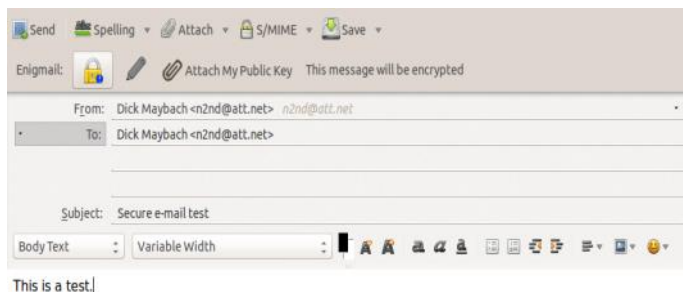 Send Spelling Attach S/MIME Save
Enigmail: Attach My Public Key This message will be encrypted
From: Dick Maybach <n2nd@att.net> n2nd@att.net
To: Dick Maybach <n2nd@att.net>
Subject: Secure e-mail test
Body Text Variable Width A A a a a
This is a test.